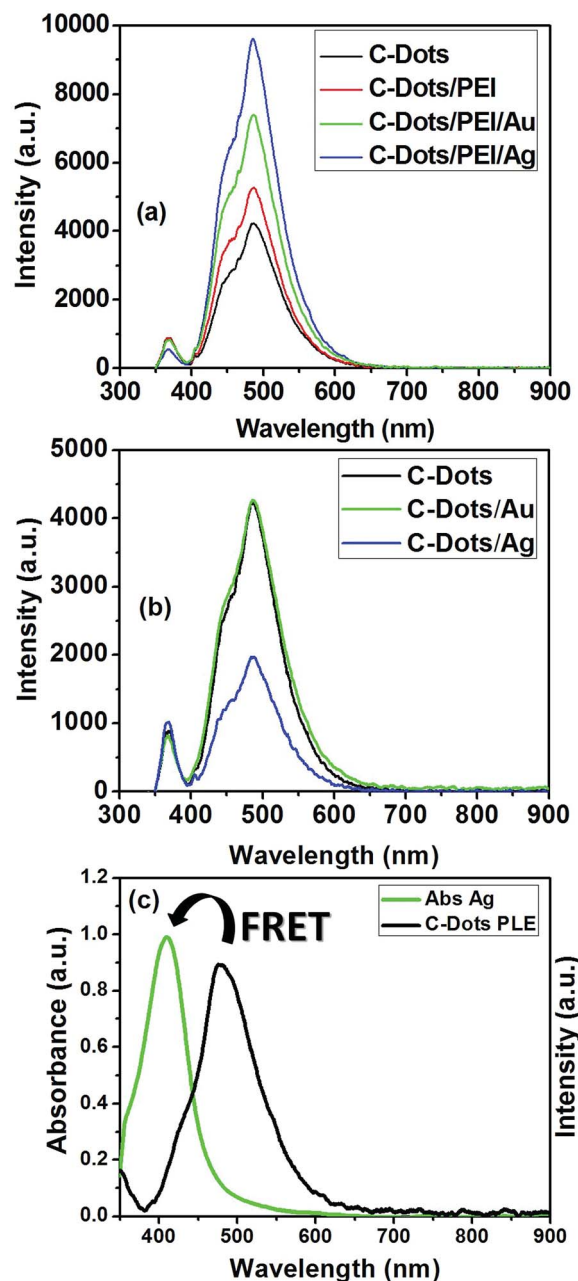 10000
8000
6000
4000
2000
0
Intensity (a.u.)
(a)
C-Dots
C-Dots/PEI
C-Dots/PEI/Au
C-Dots/PEI/Ag
300 400 500 600 700 800 900
Wavelength (nm)
5000
4000
3000
2000
1000
0
Intensity (a.u.)
(b)
C-Dots
C-Dots/Au
C-Dots/Ag
300 400 500 600 700 800 900
Wavelength (nm)
1.2
1.0
0.8
0.6
0.4
0.2
0.0
Absorbance (a.u.)
(c)
FRET
Abs Ag
C-Dots PLE
Intensity (a.u.)
400 500 600 700 800 900
Wavelength (nm)